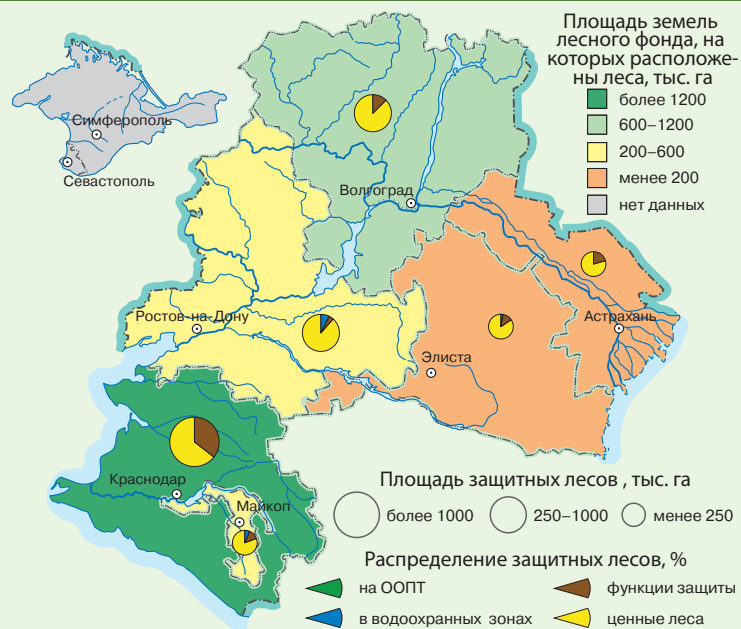 Площадь земель
лесного фонда, на
которых расположе-
ны леса, тыс. га
более 1200
600–1200
200–600
менее 200
нет данных
Симферополь
Севастополь
Волгоград
Ростов-на-Дону
Астрахань
Элиста
Краснодар
Майкоп
Площадь защитных лесов , тыс. га
более 1000
250–1000
менее 250
Распределение защитных лесов, %
на ООПТ
функции защиты
в водоохранных зонах
ценные леса